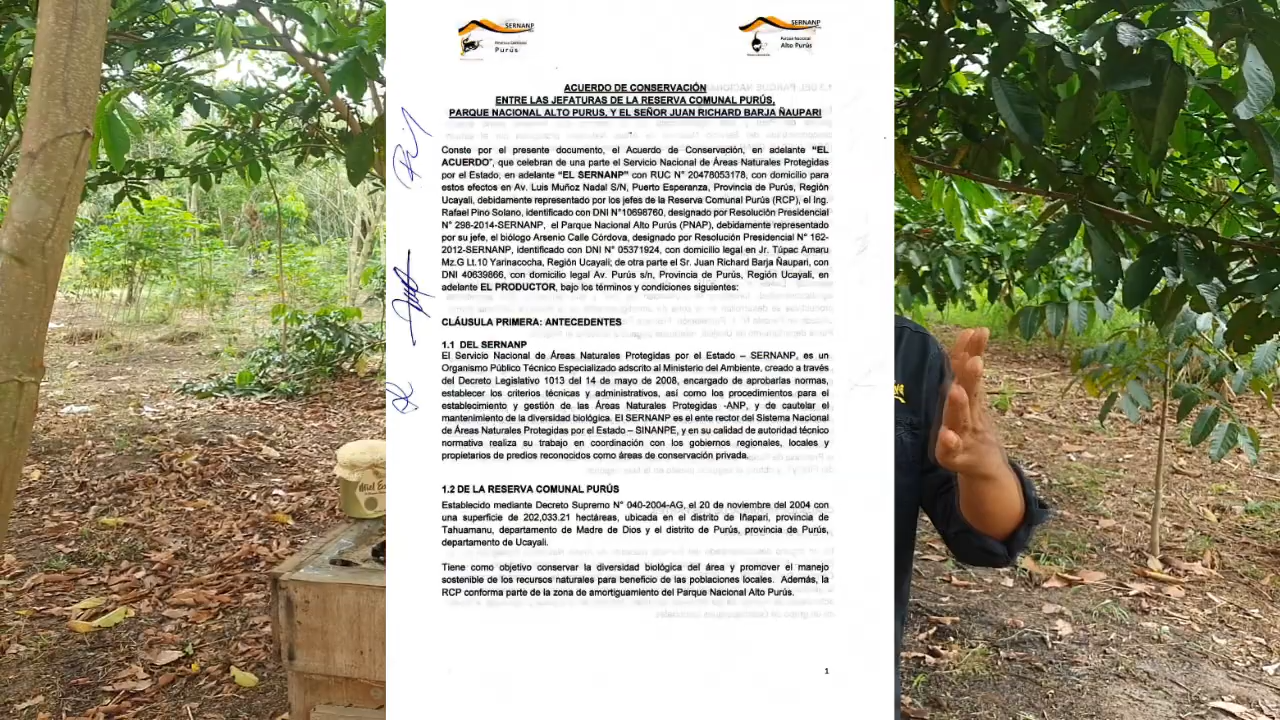 SERNANP
Purús
SERNANP
Parque Nacional
Alto Purús
ACUERDO DE CONSERVACIÓN
ENTRE LAS JEFATURAS DE LA RESERVA COMUNAL PURÚS,
PARQUE NACIONAL ALTO PURUS, Y EL SEÑOR JUAN RICHARD BARJA ÑAUPARI
Conste por el presente documento, el Acuerdo de Conservación, en adelante “EL
ACUERDO”, que celebran de una parte el Servicio Nacional de Áreas Naturales Protegidas
por el Estado, en adelante “EL SERNANP” con RUC N° 20478053178, con domicilio para
estos efectos en Av. Luis Muñoz Nadal S/N, Puerto Esperanza, Provincia de Purús, Región
Ucayali, debidamente representado por los jefes de la Reserva Comunal Purús (RCP), el Ing.
Rafael Pino Solano, identificado con DNI N°10698760, designado por Resolución Presidencial
N° 298-2014-SERNANP, el Parque Nacional Alto Purús (PNAP), debidamente representado
por su jefe, el biólogo Arsenio Calle Córdova, designado por Resolución Presidencial N° 162-
2012-SERNANP, identificado con DNI N° 05371924, con domicilio legal en Jr. Túpac Amaru
Mz.G Lt.10 Yarinacocha, Región Ucayali; de otra parte el Sr. Juan Richard Barja Ñaupari, con
DNI 40639866, con domicilio legal Av. Purús s/n, Provincia de Purús, Región Ucayali, en
adelante EL PRODUCTOR, bajo los términos y condiciones siguientes:
CLÁUSULA PRIMERA: ANTECEDENTES
1.1 DEL SERNANP
El Servicio Nacional de Áreas Naturales Protegidas por el Estado – SERNANP, es un
Organismo Público Técnico Especializado adscrito al Ministerio del Ambiente, creado a través
del Decreto Legislativo 1013 del 14 de mayo de 2008, encargado de aprobarlas normas,
establecer los criterios técnicas y administrativos, así como los procedimientos para el
establecimiento y gestión de las Áreas Naturales Protegidas -ANP, y de cautelar el
mantenimiento de la diversidad biológica. El SERNANP es el ente rector del Sistema Nacional
de Áreas Naturales Protegidas por el Estado – SINANPE, y en su calidad de autoridad técnico
normativa realiza su trabajo en coordinación con los gobiernos regionales, locales y
propietarios de predios reconocidos como áreas de conservación privada.
1.2 DE LA RESERVA COMUNAL PURÚS
Establecido mediante Decreto Supremo N° 040-2004-AG, el 20 de noviembre del 2004 con
una superficie de 202,033.21 hectáreas, ubicada en el distrito de Iñapari, provincia de
Tahuamanu, departamento de Madre de Dios y el distrito de Purús, provincia de Purús,
departamento de Ucayali.
Tiene como objetivo conservar la diversidad biológica del área y promover el manejo
sostenible de los recursos naturales para beneficio de las poblaciones locales. Además, la
RCP conforma parte de la zona de amortiguamiento del Parque Nacional Alto Purús.
1
Miel